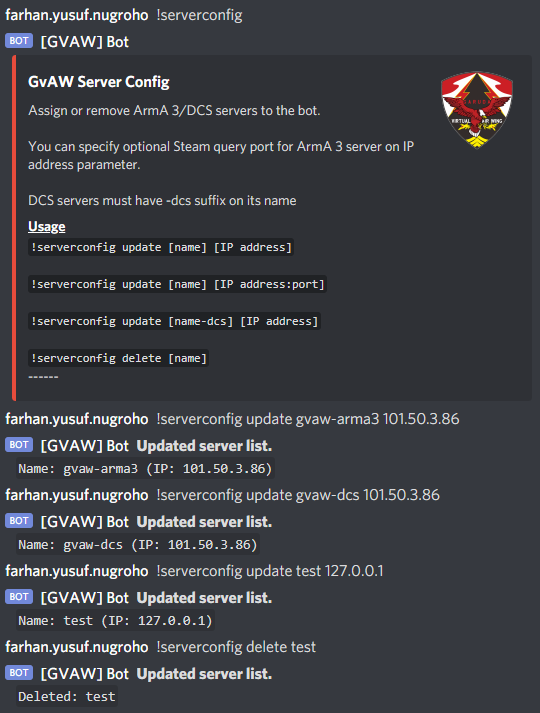 farhan.yusuf.nugroho !serverconfig
BOT [GVAW] Bot
GvAW Server Config
Assign or remove ArmA 3/DCS servers to the bot.
You can specify optional Steam query port for ArmA 3 server on IP
address parameter.
DCS servers must have -dcs suffix on its name
Usage
!serverconfig update [name] [IP address]
!serverconfig update [name] [IP address:port]
!serverconfig update [name-dcs] [IP address]
!serverconfig delete [name]
------
GARUDA
VIRTUAL AIR WING
farhan.yusuf.nugroho !serverconfig update gvaw-arma3 101.50.3.86
BOT [GVAW] Bot Updated server list.
Name: gvaw-arma3 (IP: 101.50.3.86)
farhan.yusuf.nugroho !serverconfig update gvaw-dcs 101.50.3.86
BOT [GVAW] Bot Updated server list.
Name: gvaw-dcs (IP: 101.50.3.86)
farhan.yusuf.nugroho !serverconfig update test 127.0.0.1
BOT [GVAW] Bot Updated server list.
Name: test (IP: 127.0.0.1)
farhan.yusuf.nugroho !serverconfig delete test
BOT [GVAW] Bot Updated server list.
Deleted: test